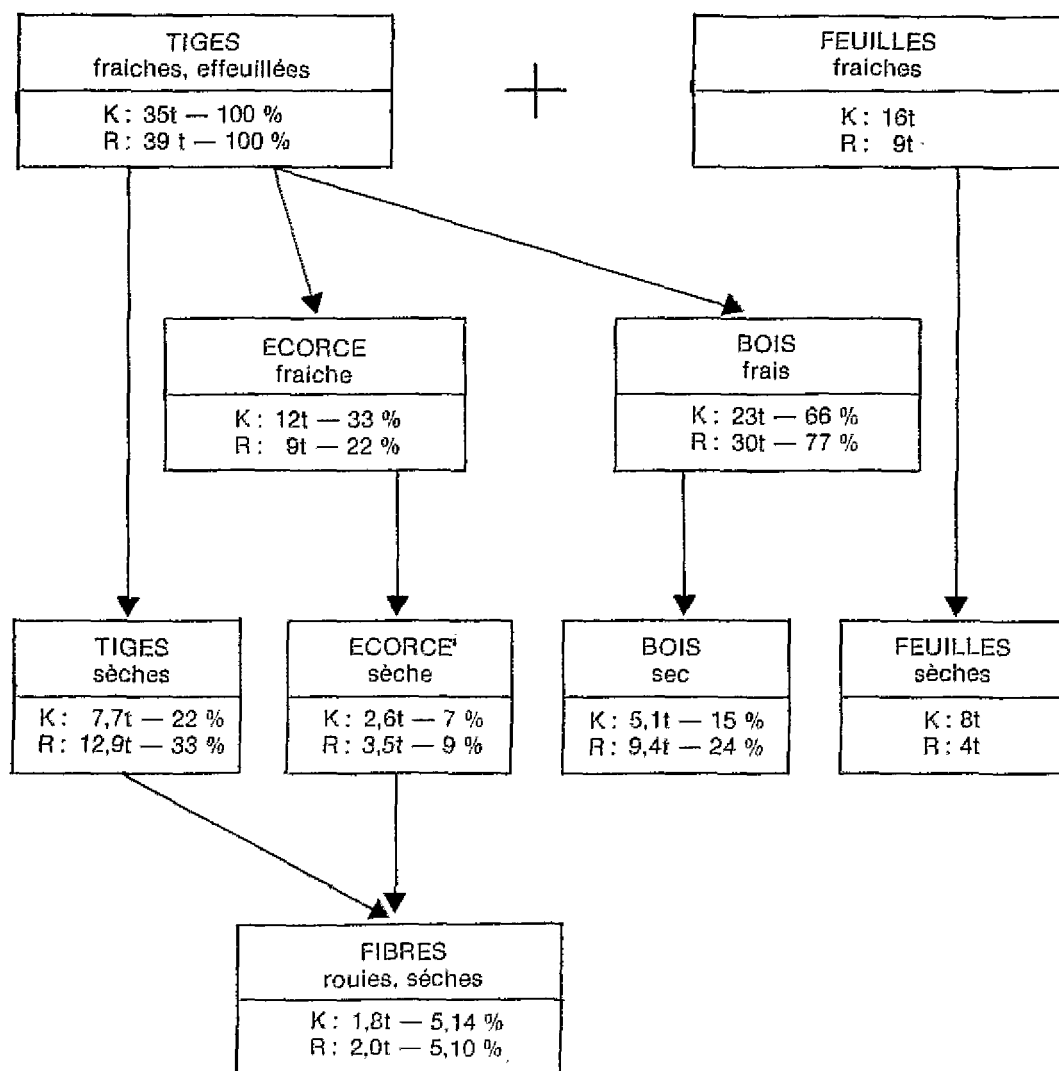 TIGES
fraiches, effeuillées
K : 35t — 100 %
R : 39 t — 100 %
+
FEUILLES
fraiches
K : 16t
R : 9t
ECORCE
fraiche
K : 12t — 33 %
R : 9t — 22 %
BOIS
frais
K : 23t — 66 %
R : 30t — 77 %
TIGES
sèches
K : 7,7t — 22 %
R : 12,9t — 33 %
ECORCE
sèche
K : 2,6t — 7 %
R : 3,5t — 9 %
BOIS
sec
K : 5,1t — 15 %
R : 9,4t — 24 %
FEUILLES
sèches
K : 8t
R : 4t
FIBRES
rouies, séches
K : 1,8t — 5,14 %
R : 2,0t — 5,10 %